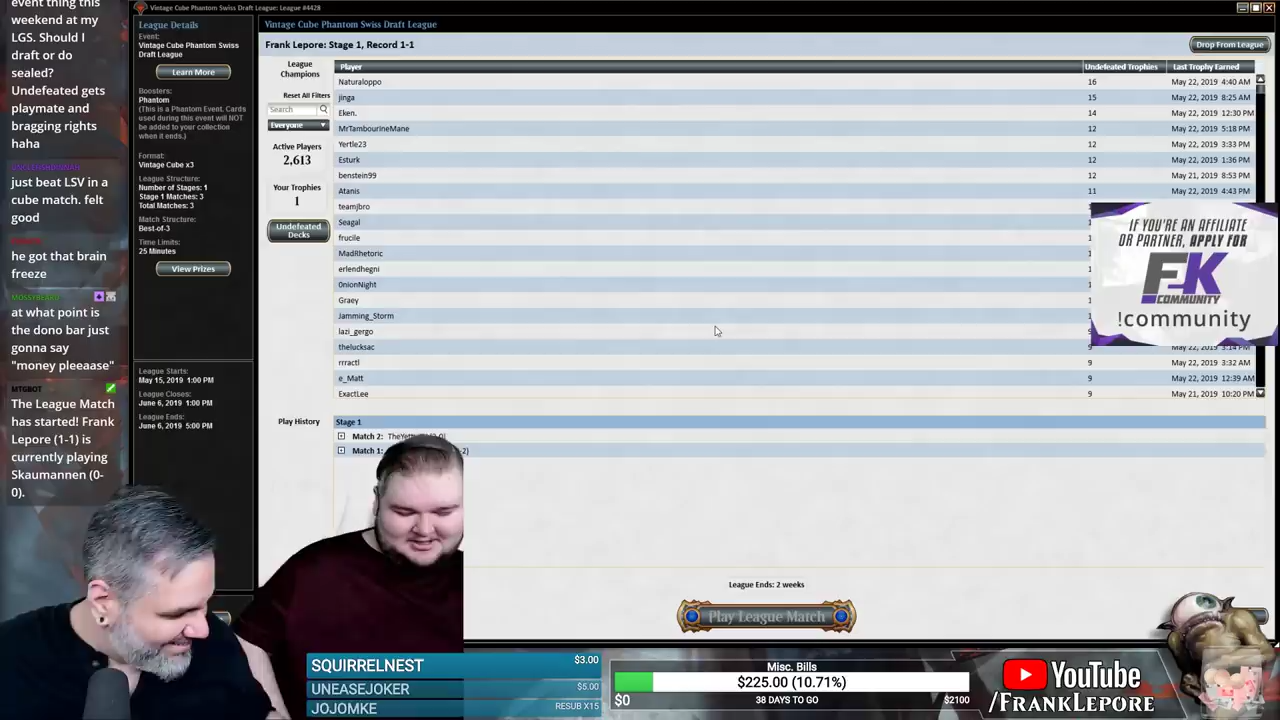 event thing this
weekend at my
LGS. Should I
draft or do
sealed?
Undefeated gets
playmate and
bragging rights
haha
just beat LSV in a
cube match. felt
good
he got that brain
freeze
MOSSYBEARD
at what point is
the dono bar just
gonna say
"money pleaase"
MTGBOT
The League Match
has started Frank
Lepore (1-1) is
currently playing
Skaumannen (0-
0).
Vintage Cube Phantom Swiss Draft League: League #4428
League Details
Event:
Vintage Cube Phantom Swiss
Draft League
Learn More
Boosters:
Phantom
(This is a Phantom Event. Cards
used during this event will NOT
be added to your collection
when it ends.)
Format:
Vintage Cube x3
League Structure:
Number of Stages: 1
Stage 1 Matches: 3
Total Matches: 3
Match Structure:
Best-of-3
Time Limits:
25 Minutes
View Prizes
League Starts:
May 15, 2019 1:00 PM
League Closes:
June 6, 2019 1:00 PM
League Ends:
June 6, 2019 5:00 PM
Vintage Cube Phantom Swiss Draft League
Frank Lepore: Stage 1, Record 1-1
Drop From League
League
Champions
Reset All Filters
Search
Everyone
Active Players
2,613
Your Trophies
1
Undefeated
Decks
Player Undefeated Trophies Last Trophy Earned
Naturaloppo 16 May 22, 2019 4:40 AM
jinga 15 May 22, 2019 8:25 AM
Eken. 14 May 22, 2019 12:30 PM
MrTambourineMane 12 May 22, 2019 5:18 PM
Yertle23 12 May 22, 2019 3:33 PM
Esturk 12 May 22, 2019 1:36 PM
benstein99 12 May 21, 2019 8:53 PM
Atanis 11 May 22, 2019 4:43 PM
teamjbro
Seagal
frucile
MadRhetoric
erlendhegni
0nionNight
Graey
Jamming_Storm
lazi_gergo
thelucksac May 22, 2019 3:14 PM
rrractl 9 May 22, 2019 3:32 AM
e_Matt 9 May 22, 2019 12:39 AM
ExactLee 9 May 21, 2019 10:20 PM
IF YOU'RE AN AFFILIATE
OR PARTNER, APPLY FOR
COMMUNITY
!community
Play History
Stage 1
Match 2:
Match 1:
League Ends: 2 weeks
Play League Match
SQUIRRELNEST $3.00
UNEASEJOKER $5.00
JOJOMKE RESUB X15
Misc. Bills
$225.00 (10.71%)
$0 38 DAYS TO GO $2100
YouTube
/FRANKLEPORE